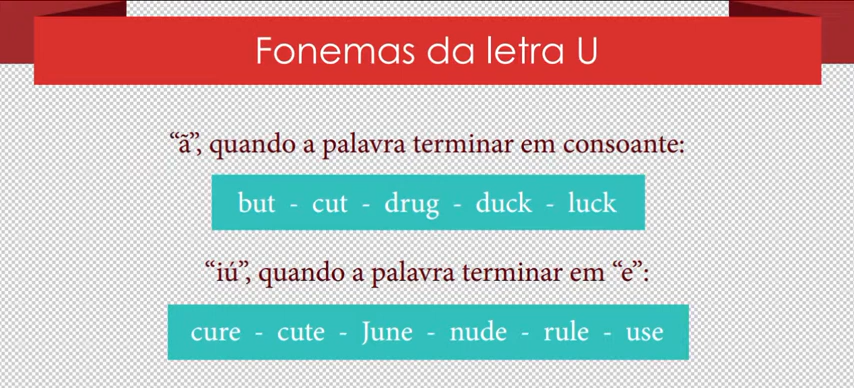 Fonemas da letra U
“ã”, quando a palavra terminar em consoante:
but - cut - drug - duck - luck
“iú”, quando a palavra terminar em “e”:
cure - cute - June - nude - rule - use